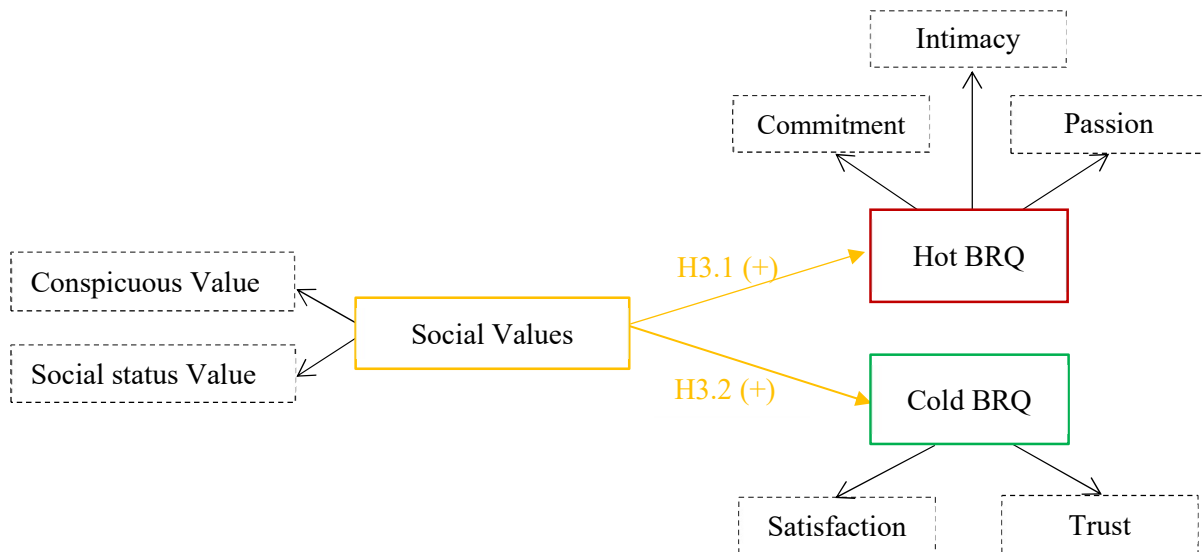 Intimacy
Commitment
Passion
Hot BRQ
H3.1 (+)
Conspicuous Value
Social Values
Social status Value
H3.2 (+)
Cold BRQ
Satisfaction
Trust